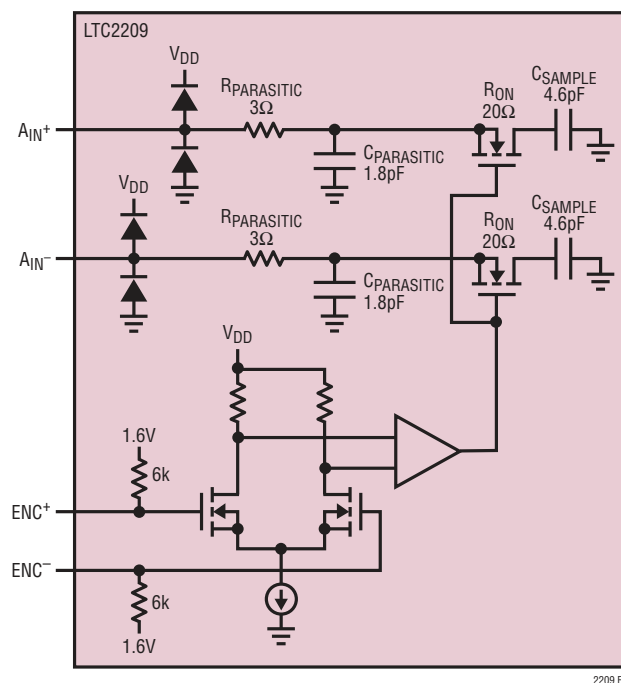 LTC2209
VDD
RPARASITIC
3Ω
RON
20Ω
CSAMPLE
4.6pF
AIN+
CPARASITIC
1.8pF
VDD
RPARASITIC
3Ω
RON
20Ω
CSAMPLE
4.6pF
AIN−
CPARASITIC
1.8pF
VDD
1.6V
6k
ENC+
ENC−
6k
1.6V
2209 F